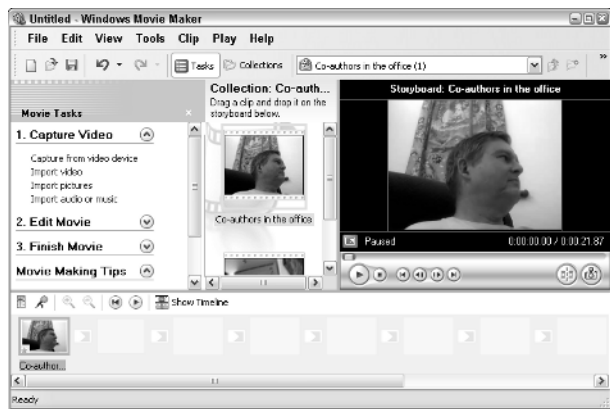 Untitled - Windows Movie Maker
File Edit View Tools Clip Play Help
Tasks Collections Co-authors in the office (1)
Movie Tasks
1. Capture Video
Capture from video device
Import video
Import pictures
Import audio or music
2. Edit Movie
3. Finish Movie
Movie Making Tips
Collection: Co-auth...
Drag a clip and drop it on the
storyboard below.
Co-authors in the office
Storyboard: Co-authors in the office
Paused 0:00:00.00 / 0:00:21.87
Show Timeline
Co-author...
Ready